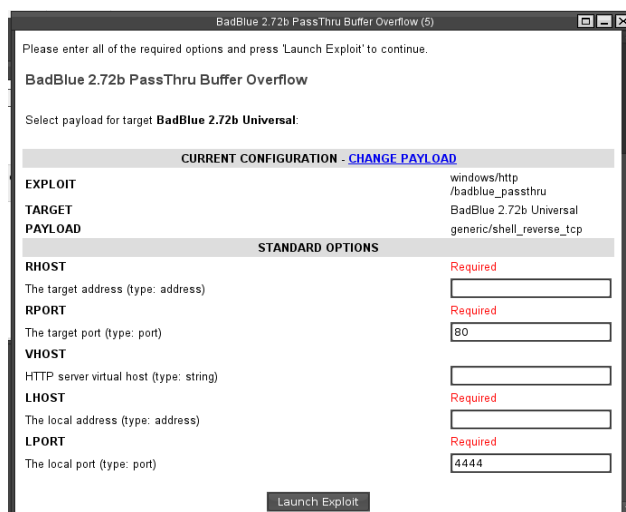 BadBlue 2.72b PassThru Buffer Overflow (5)
Please enter all of the required options and press 'Launch Exploit' to continue.
BadBlue 2.72b PassThru Buffer Overflow
Select payload for target BadBlue 2.72b Universal:
CURRENT CONFIGURATION - CHANGE PAYLOAD
EXPLOIT windows/http
/badblue_passthru
TARGET BadBlue 2.72b Universal
PAYLOAD generic/shell_reverse_tcp
STANDARD OPTIONS
RHOST Required
The target address (type: address)
RPORT Required
The target port (type: port) 80
VHOST
HTTP server virtual host (type: string)
LHOST Required
The local address (type: address)
LPORT Required
The local port (type: port) 4444
Launch Exploit